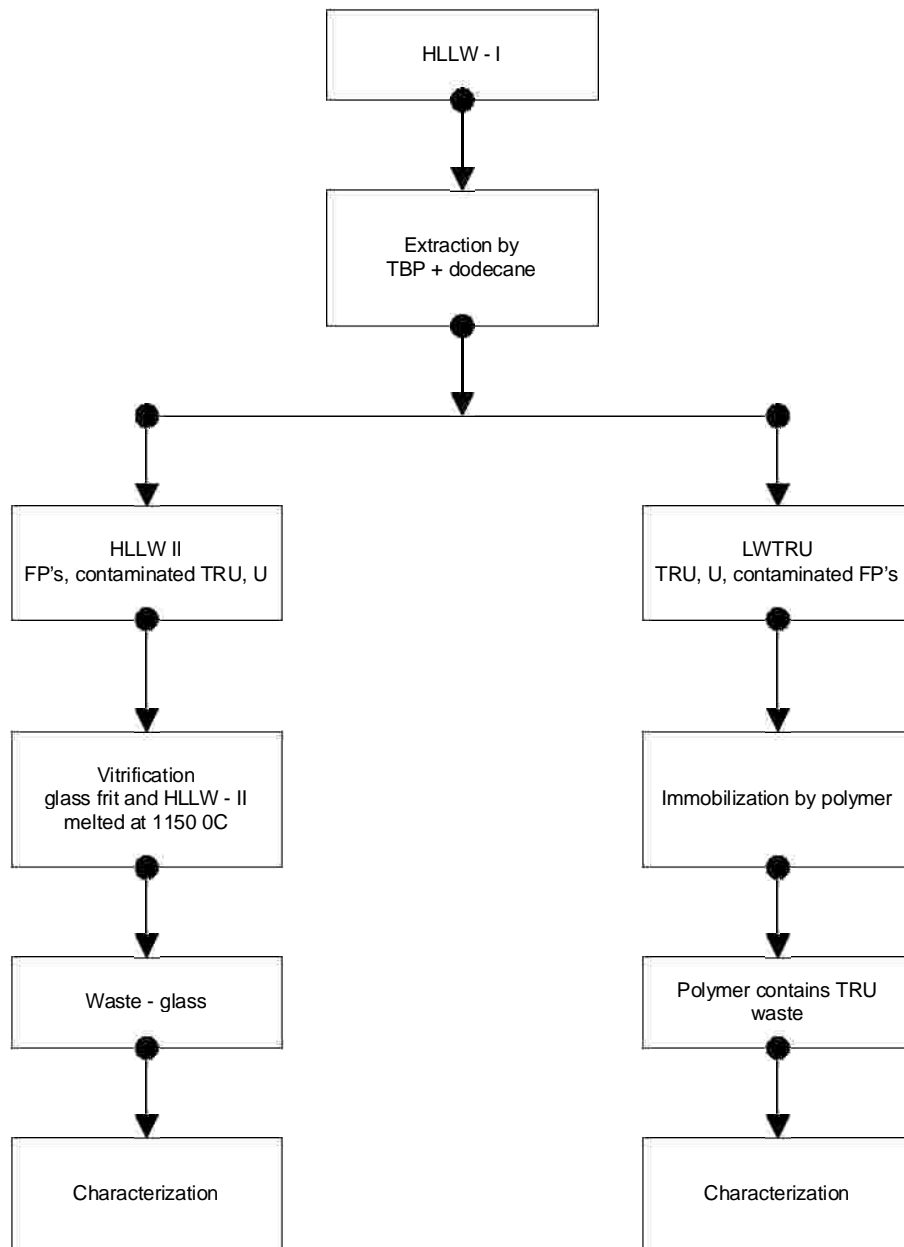 HLLW - I
Extraction by
TBP + dodecane
HLLW II
FP's, contaminated TRU, U
LWTRU
TRU, U, contaminated FP's
Vitrification
glass frit and HLLW - II
melted at 1150 0C
Immobilization by polymer
Waste - glass
Polymer contains TRU
waste
Characterization
Characterization